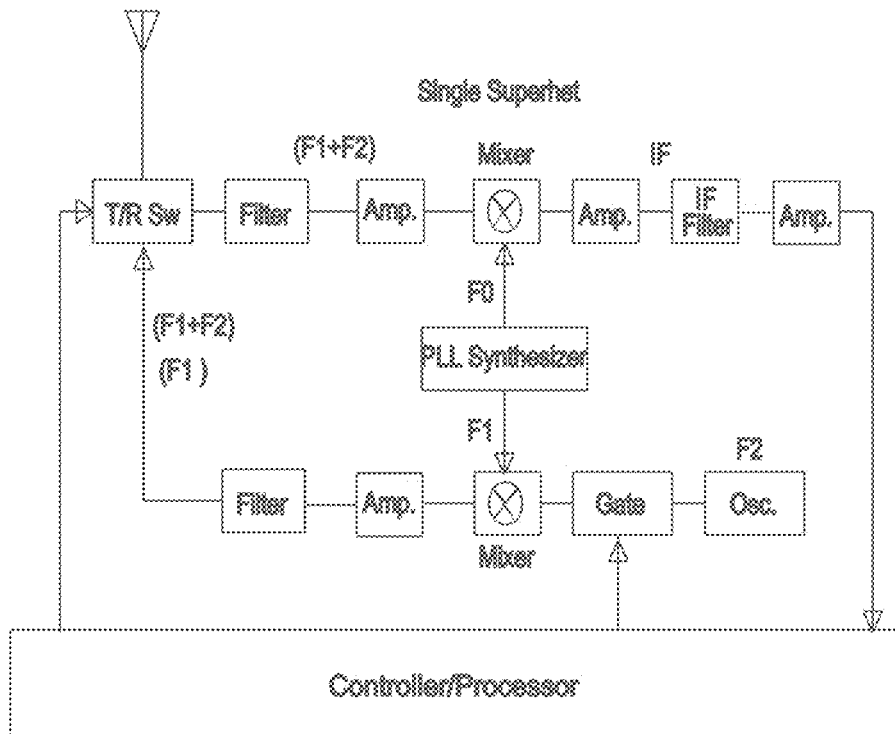 Single Superhet
(F1+F2)
Mixer
IF
T/R Sw
Filter
Amp.
Amp.
IF
Filter
Amp.
F0
(F1+F2)
(F1 )
PLL Synthesizer
F1
F2
Filter
Amp.
Gate
Osc.
Mixer
Controller/Processor